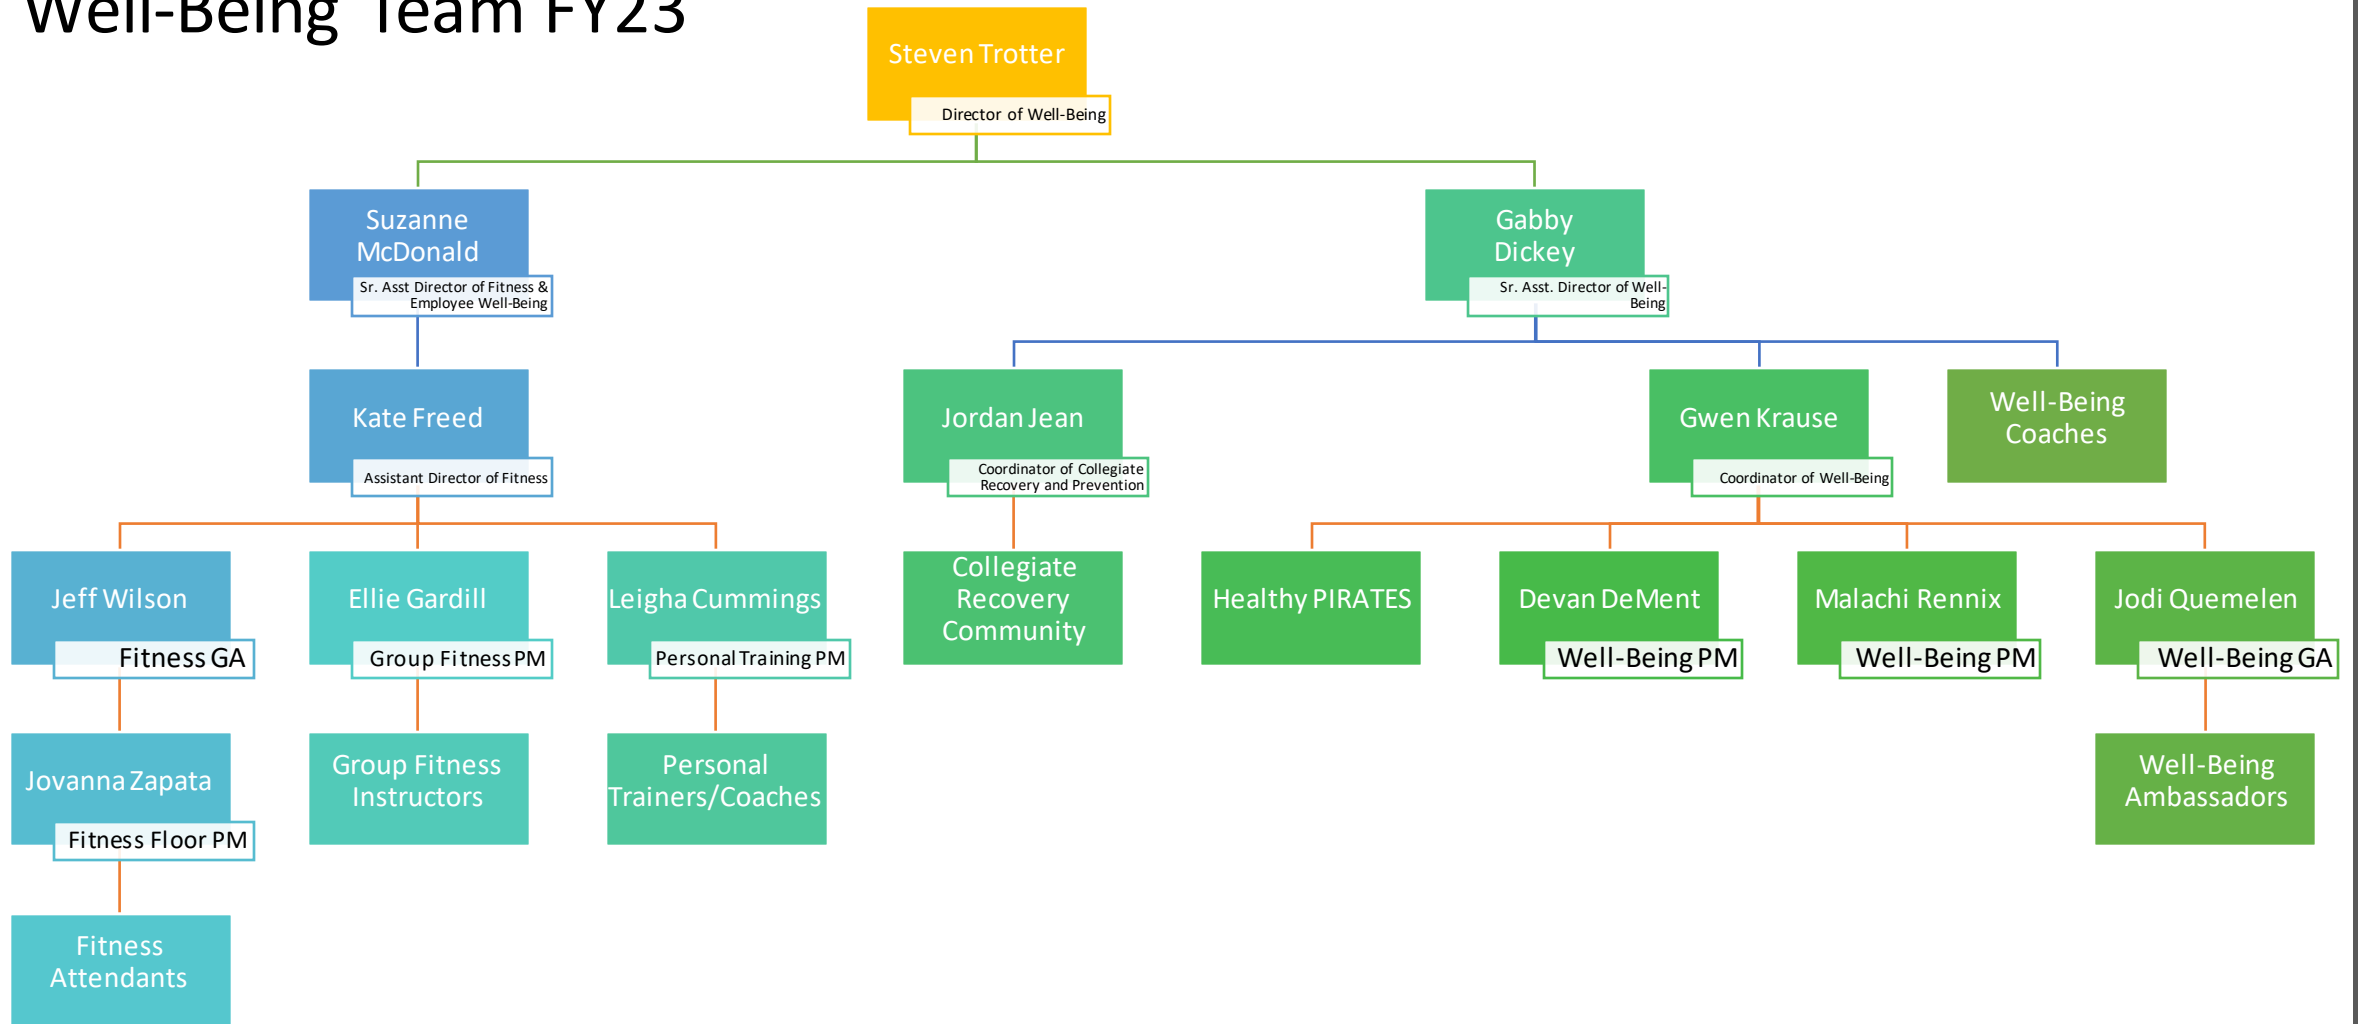 Well-Being Team FY23
Steven Trotter
Director of Well-Being
Suzanne
McDonald
Sr. Asst Director of Fitness &
Employee Well-Being
Gabby
Dickey
Sr. Asst. Director of Well-
Being
Kate Freed
Assistant Director of Fitness
Jordan Jean
Coordinator of Collegiate
Recovery and Prevention
Gwen Krause
Coordinator of Well-Being
Well-Being
Coaches
Jeff Wilson
Fitness GA
Ellie Gardill
Group Fitness PM
Leigha Cummings
Personal Training PM
Collegiate
Recovery
Community
Healthy PIRATES
Devan DeMent
Well-Being PM
Malachi Rennix
Well-Being PM
Jodi Quemelen
Well-Being GA
Jovanna Zapata
Fitness Floor PM
Group Fitness
Instructors
Personal
Trainers/Coaches
Well-Being
Ambassadors
Fitness
Attendants